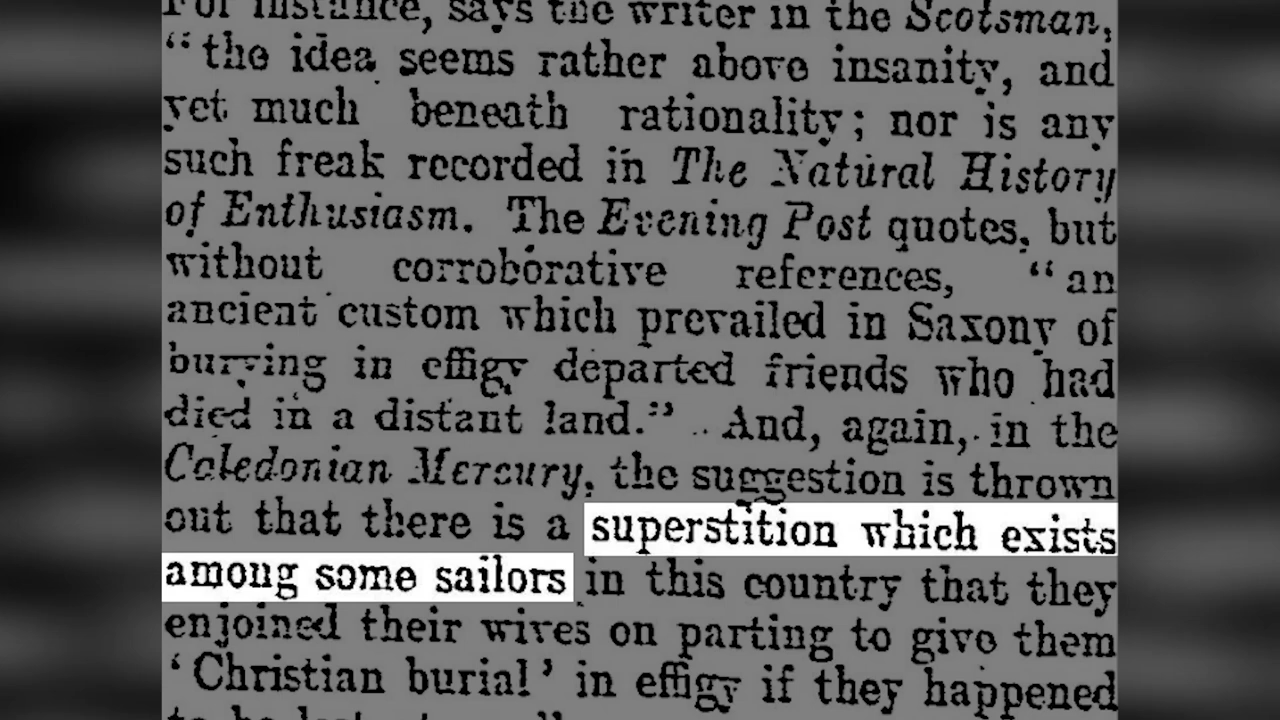 For instance, says the writer in the Scotsman,
“the idea seems rather above insanity, and
yet much beneath rationality; nor is any
such freak recorded in The Natural History
of Enthusiasm. The Evening Post quotes, but
without corroborative references, “an
ancient custom which prevailed in Saxony of
burying in effigy departed friends who had
died in a distant land.” And, again, in the
Caledonian Mercury, the suggestion is thrown
out that there is a superstition which exists
among some sailors in this country that they
enjoined their wives on parting to give them
‘Christian burial’ in effigy if they happened